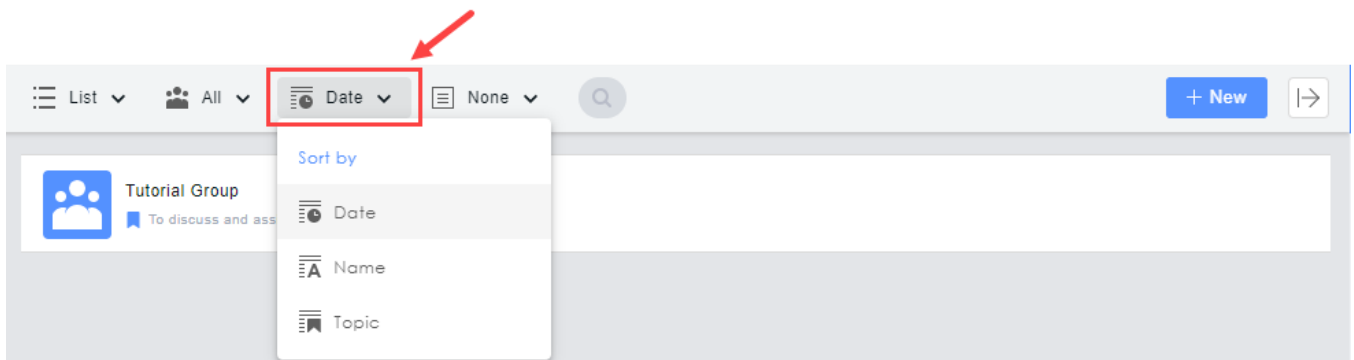 List All Date None + New
Sort by
Tutorial Group
To discuss and ass
Date
Name
Topic